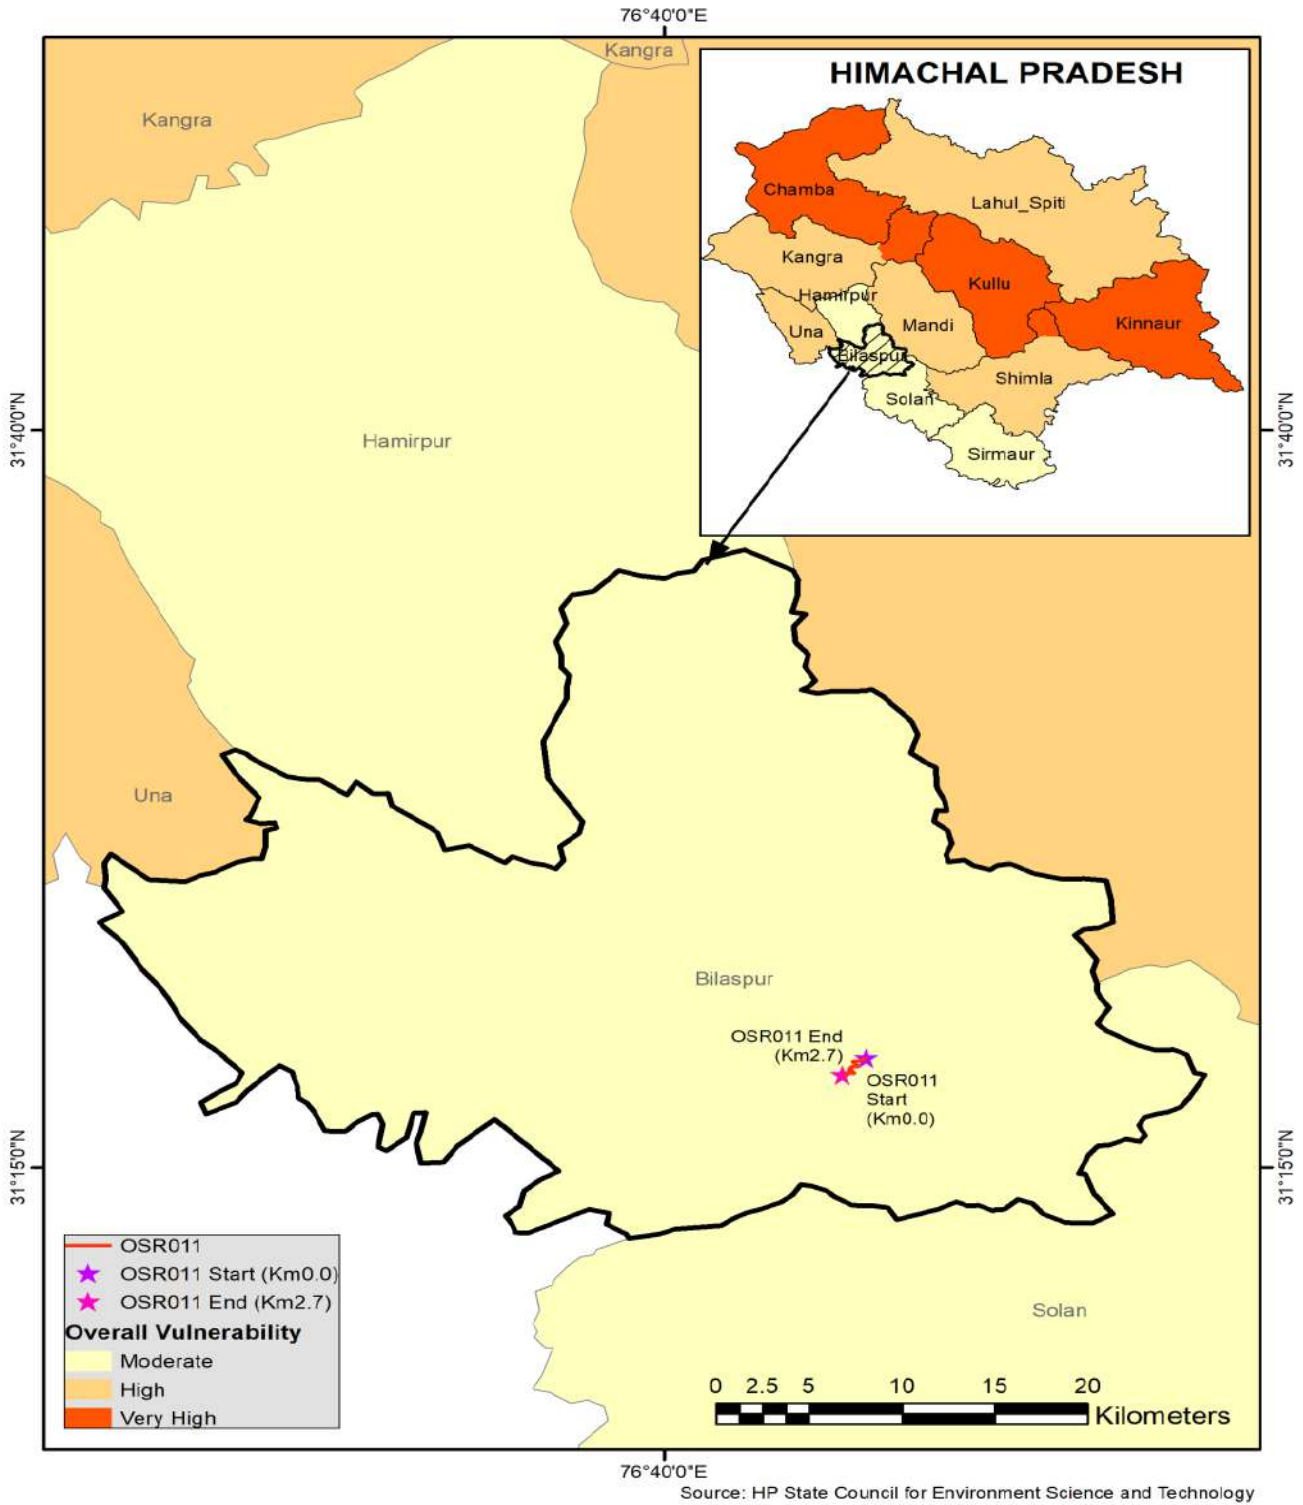 76°40'0"E
Kangra
Kangra
HIMACHAL PRADESH
Chamba
Lahul_Spiti
Kangra
Kullu
Hamirpur
Una
Mandi
Kinnaur
Bilaspur
Shimla
Solan
Sirmaur
31°40'0"N
31°40'0"N
Hamirpur
Una
Bilaspur
OSR011 End
(Km2.7)
OSR011
Start
(Km0.0)
31°15'0"N
31°15'0"N
OSR011
OSR011 Start (Km0.0)
OSR011 End (Km2.7)
Overall Vulnerability
Moderate
High
Very High
Solan
0 2.5 5 10 15 20
Kilometers
76°40'0"E
Source: HP State Council for Environment Science and Technology